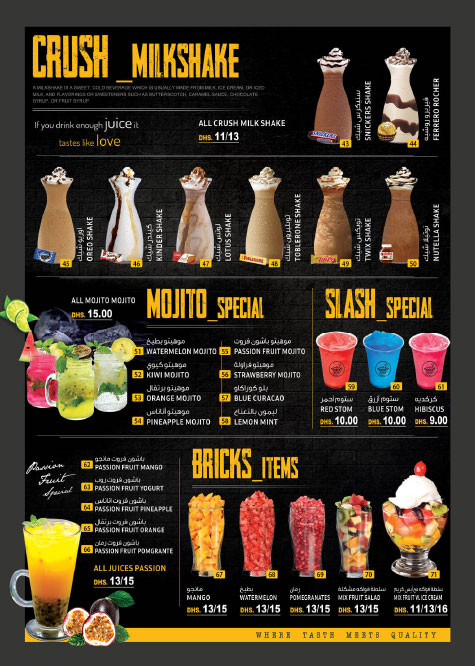 CRUSH _MILKSHAKE
A MILKSHAKE IS A SWEET, COLD BEVERAGE WHICH IS USUALLY MADE FROM MILK, ICE CREAM, OR ICED
MILK, AND FLAVORINGS OR SWEETENERS SUCH AS BUTTERSCOTCH, CARAMEL SAUCE, CHOCOLATE
SYRUP, OR FRUIT SYRUP
If you drink enough juice it
tastes like love
ALL CRUSH MILK SHAKE
DHS. 11/13
43
سنيكرس شيك
SNICKERS SHAKE
44
فيريرو روشيه
FERRERO ROCHER
45
اوريو شيك
OREO SHAKE
46
كيندر شيك
KINDER SHAKE
47
لوتس شيك
LOTUS SHAKE
48
توبليرون شيك
TOBLERONE SHAKE
49
تويكس شيك
TWIX SHAKE
50
نوتيلا شيك
NUTELLA SHAKE
ALL MOJITO MOJITO
DHS. 15.00
MOJITO_SPECIAL
موهيتو بطيخ
51 WATERMELON MOJITO
موهيتو كيوي
52 KIWI MOJITO
موهيتو برتقال
53 ORANGE MOJITO
موهيتو أناناس
54 PINEAPPLE MOJITO
موهيتو باشون فروت
55 PASSION FRUIT MOJITO
موهيتو فراولة
56 STRAWBERRY MOJITO
بلو كوراكاو
57 BLUE CURACAO
ليمون بالنعناع
58 LEMON MINT
SLASH_SPECIAL
59
ستوم أحمر
RED STOM
DHS. 10.00
60
ستوم أزرق
BLUE STOM
DHS. 10.00
61
كركديه
HIBISCUS
DHS. 9.00
Passion
Fruit
Special
باشون فروت مانجو
62 PASSION FRUIT MANGO
باشون فروت روب
63 PASSION FRUIT YOGURT
باشون فروت اناناس
64 PASSION FRUIT PINEAPPLE
باشون فروت برتقال
65 PASSION FRUIT ORANGE
باشون فروت رمان
66 PASSION FRUIT POMGRANTE
ALL JUICES PASSION
DHS. 13/15
BRICKS_ITEMS
67
مانجو
MANGO
DHS. 13/15
68
بطيخ
WATERMELON
DHS. 13/15
69
رمان
POMEGRANATES
DHS. 13/15
70
سلطة فواكه مشكلة
MIX FRUIT SALAD
DHS. 13/15
71
سلطة فواكه مع ايس كريم
MIX FRUIT V. ICE CREAM
DHS. 11/13/16
WHERE TASTE MEETS QUALITY